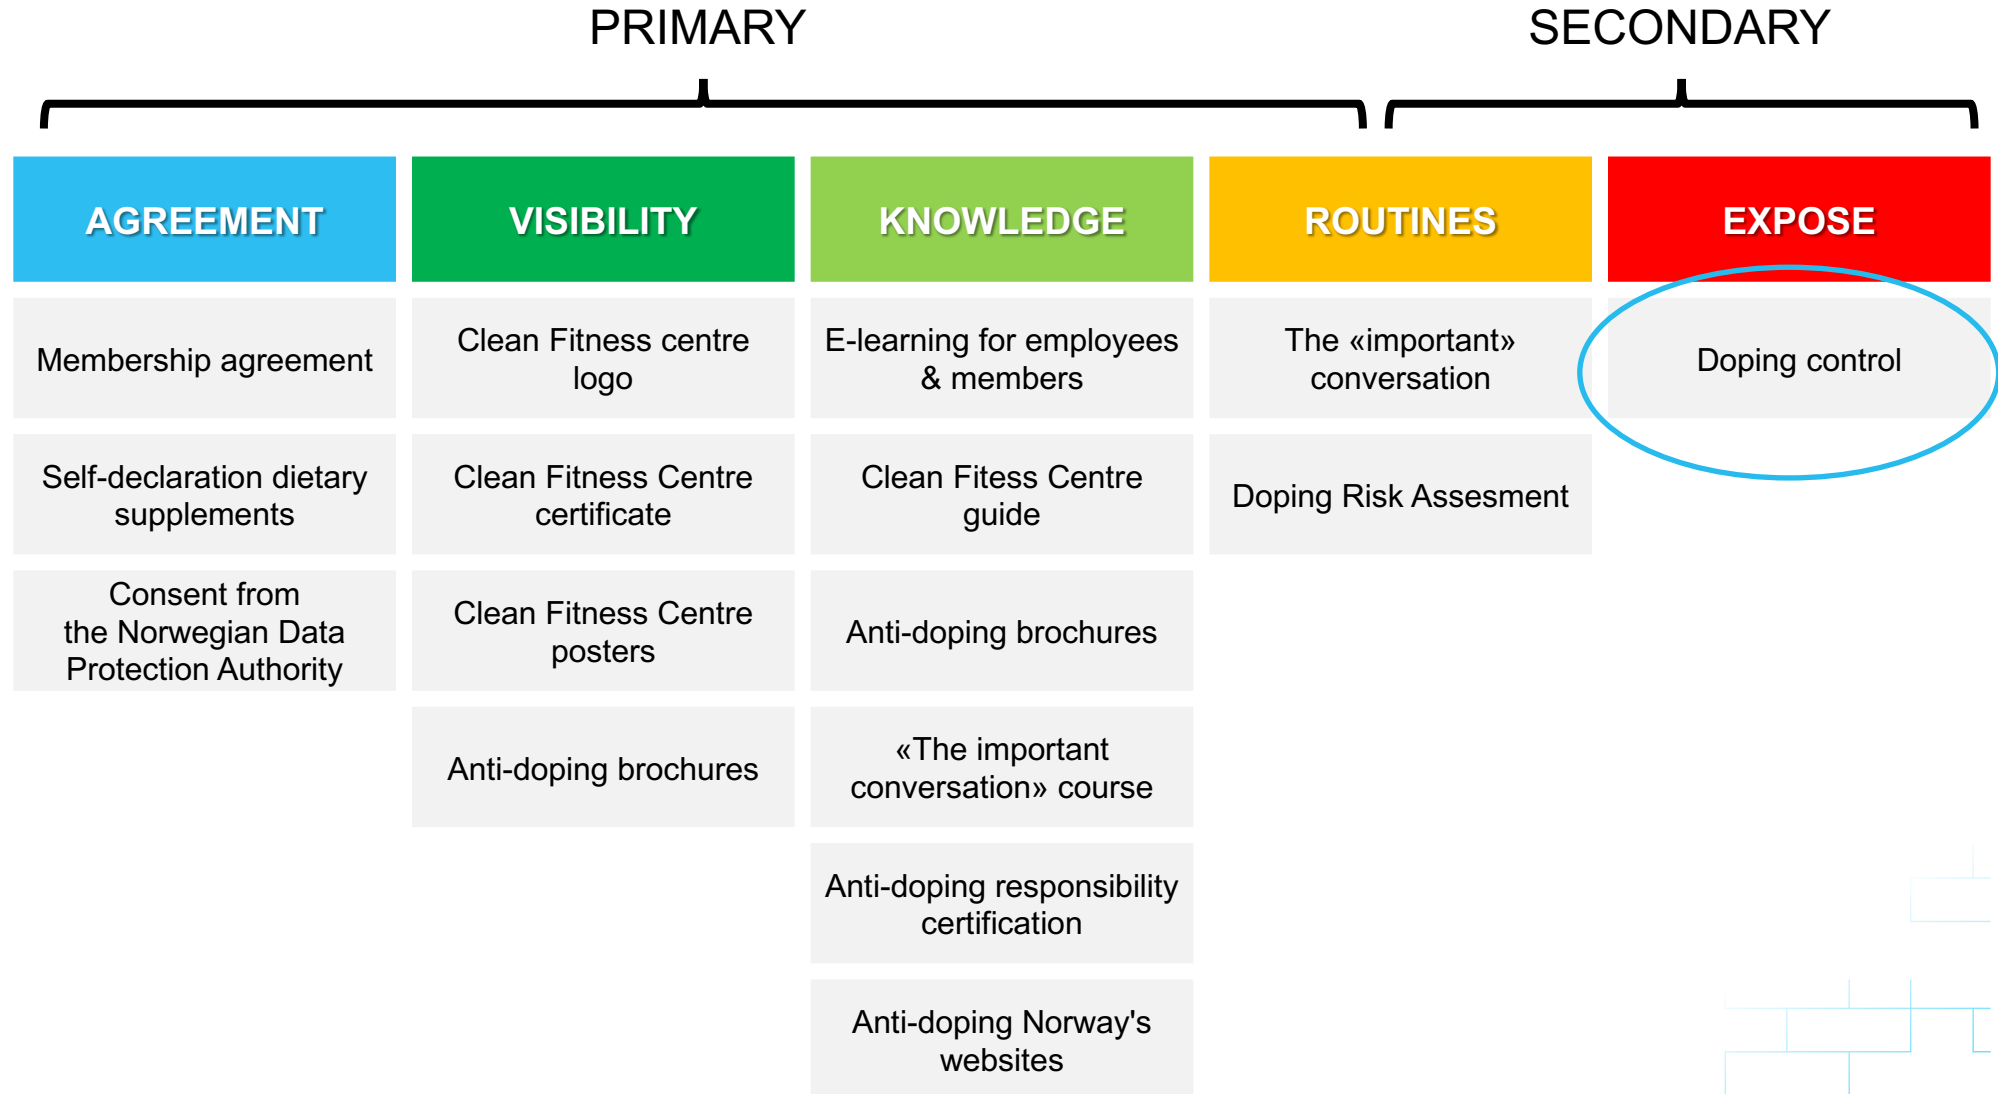 PRIMARY
SECONDARY
AGREEMENT
VISIBILITY
KNOWLEDGE
ROUTINES
EXPOSE
Membership agreement
Self-declaration dietary
supplements
Consent from
the Norwegian Data
Protection Authority
Clean Fitness centre
logo
Clean Fitness Centre
certificate
Clean Fitness Centre
posters
Anti-doping brochures
E-learning for employees
& members
Clean Fitess Centre
guide
Anti-doping brochures
«The important
conversation» course
Anti-doping responsibility
certification
Anti-doping Norway's
websites
The «important»
conversation
Doping Risk Assesment
Doping control